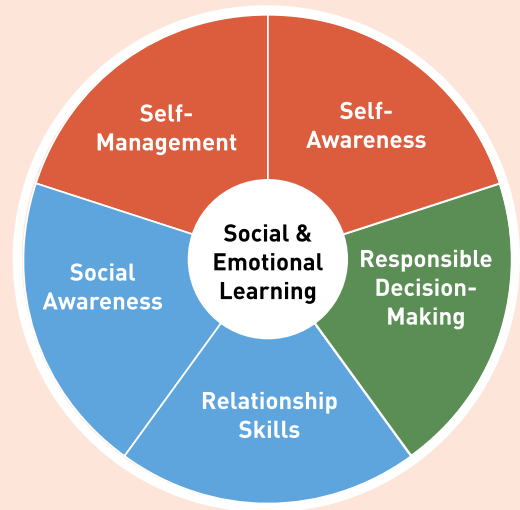 Self-
Management
Self-
Awareness
Social &
Emotional
Learning
Responsible
Decision-
Making
Social
Awareness
Relationship
Skills